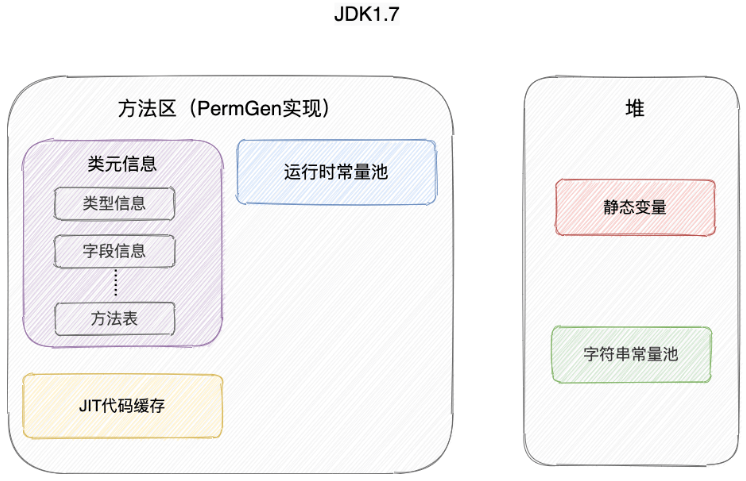 JDK1.7
方法区（PermGen实现）
类元信息
类型信息
字段信息
方法表
运行时常量池
JIT代码缓存
堆
静态变量
字符串常量池